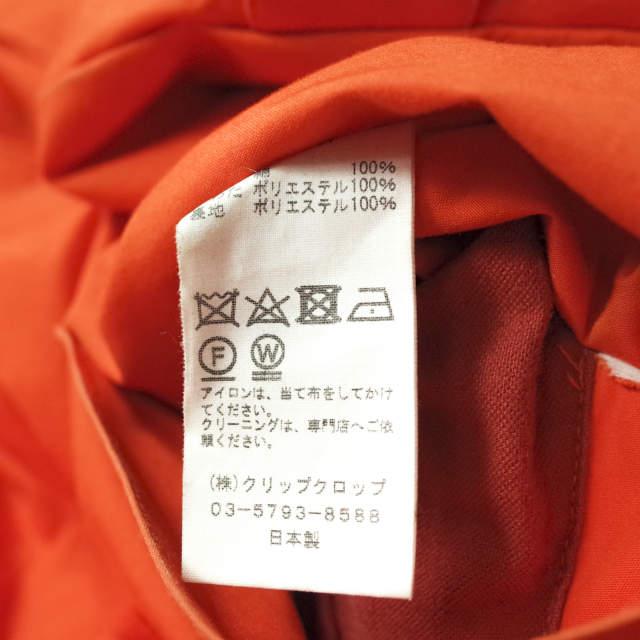 綿 100%
ポリエステル100%
裏地 ポリエステル100%
F W
アイロンは、当て布をしてかけ
てください。
クリーニングは、専門店へご依
頼ください。
(株)クリップクロップ
03-5793-8588
日本製